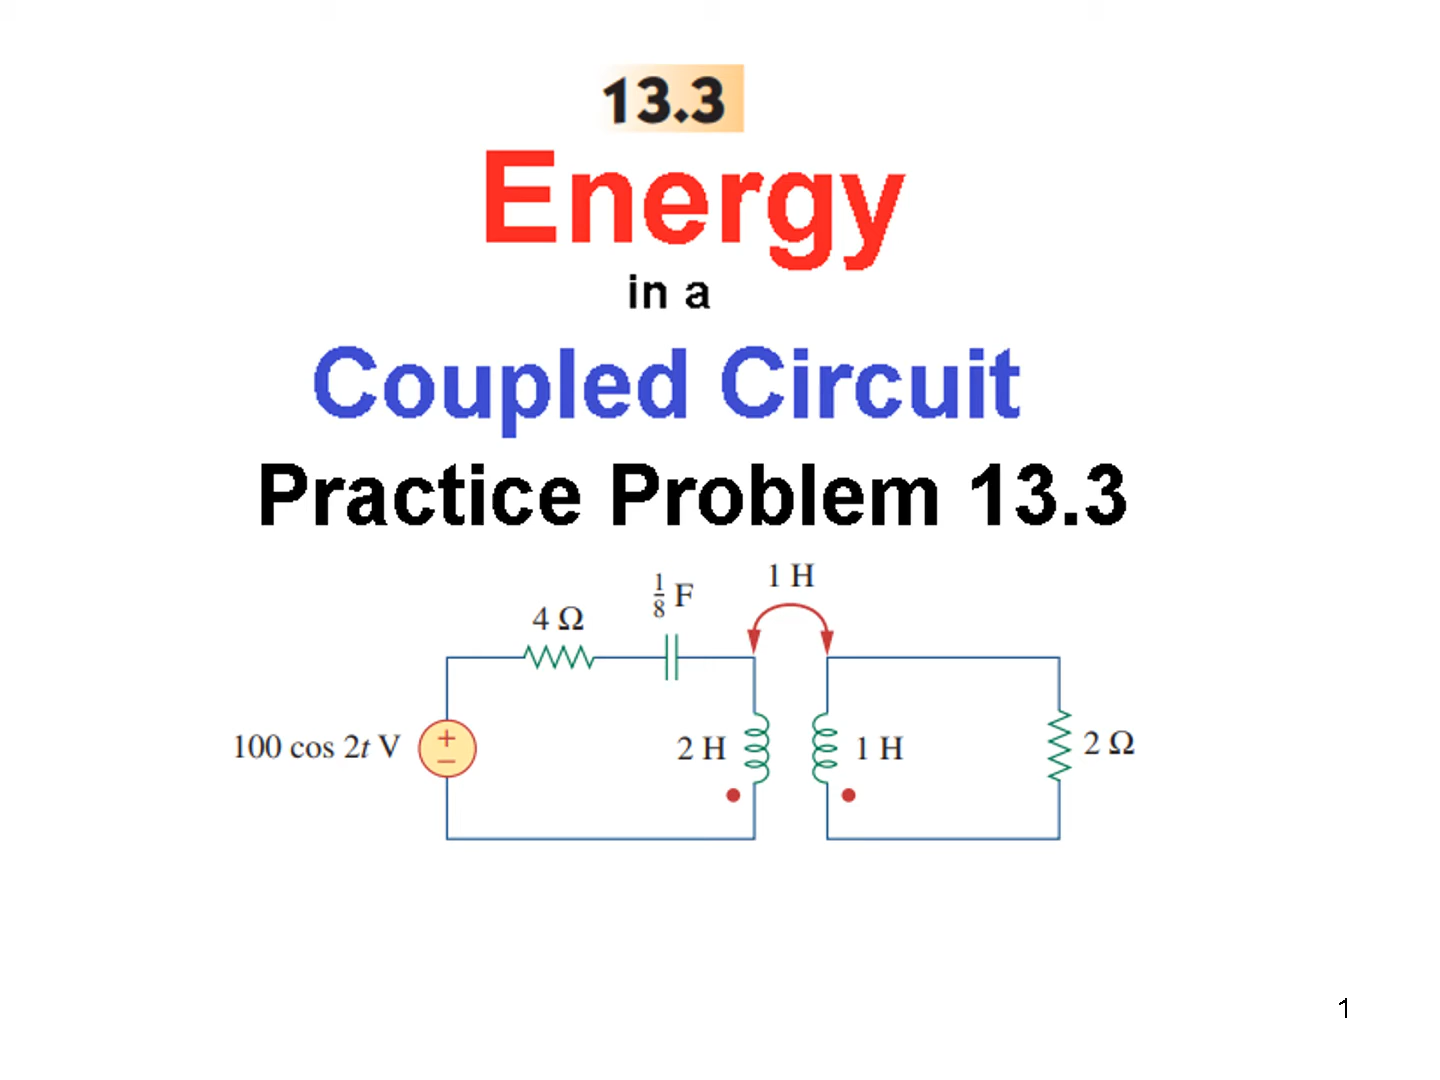 13.3
Energy
in a
Coupled Circuit
Practice Problem 13.3
1 H
1/8 F
4 Ω
100 cos 2t V
+
−
2 H
1 H
2 Ω
1